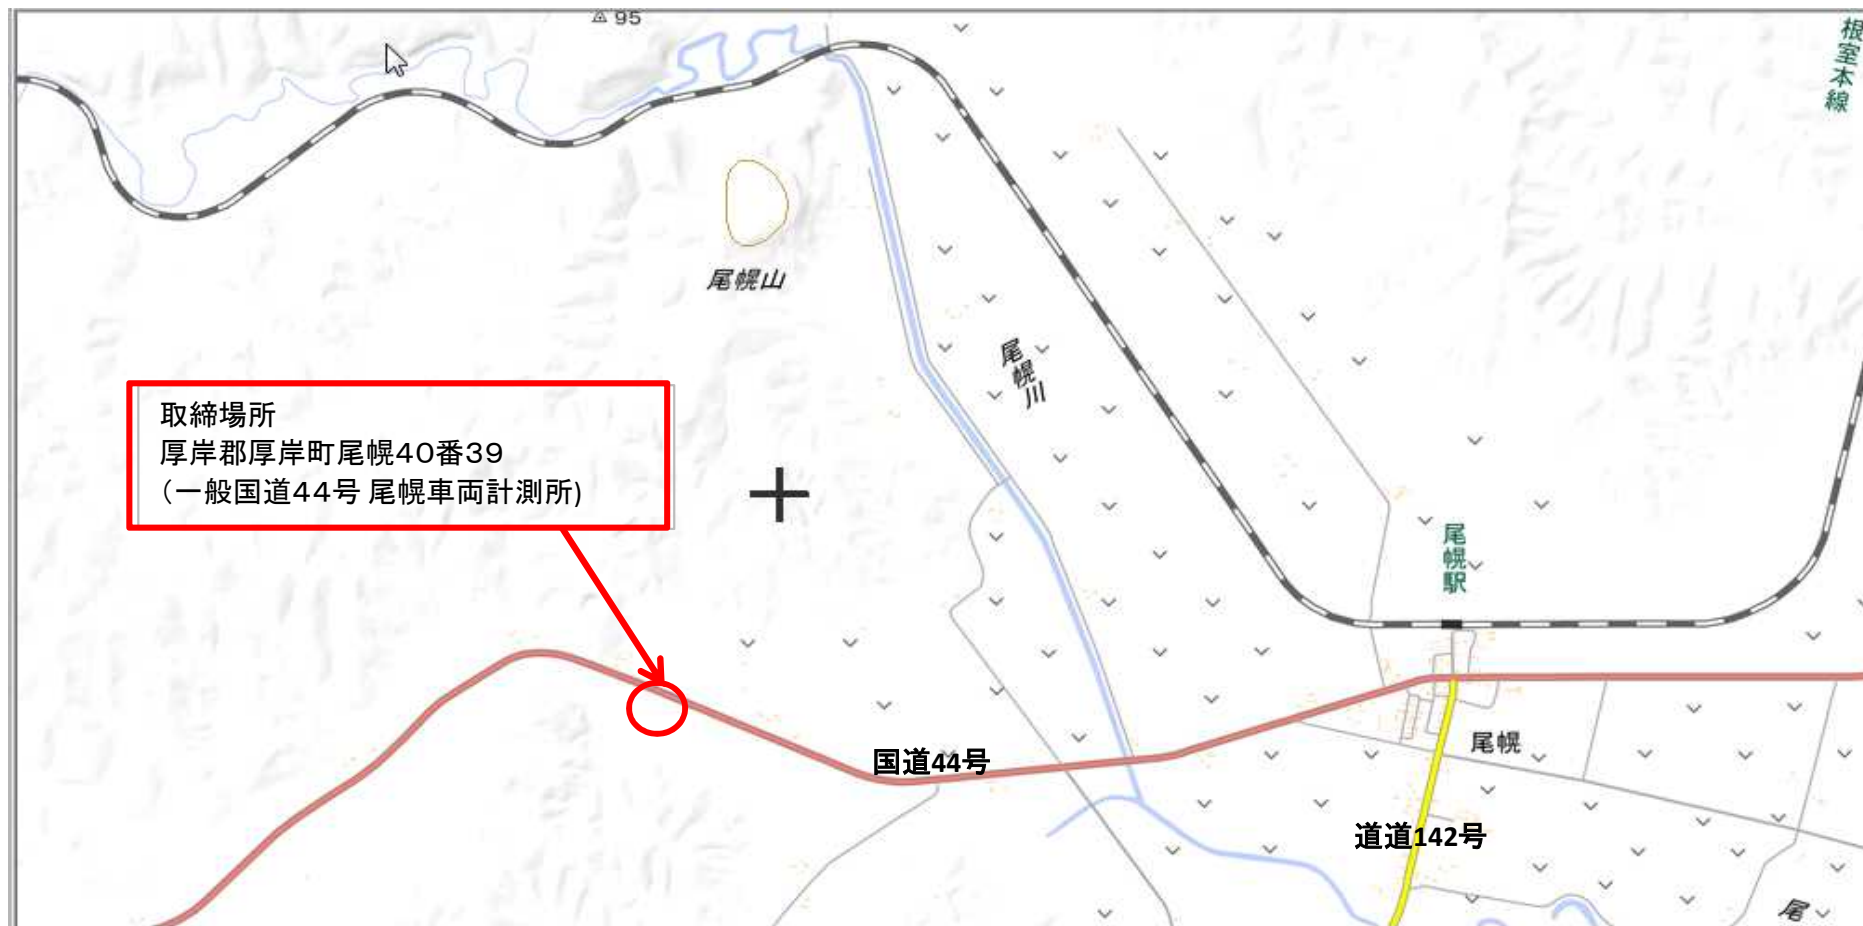 95
根室本線
尾幌山
尾幌川
取締場所
厚岸郡厚岸町尾幌40番39
(一般国道44号 尾幌車両計測所)
尾幌駅
国道44号
尾幌
道道142号
尾